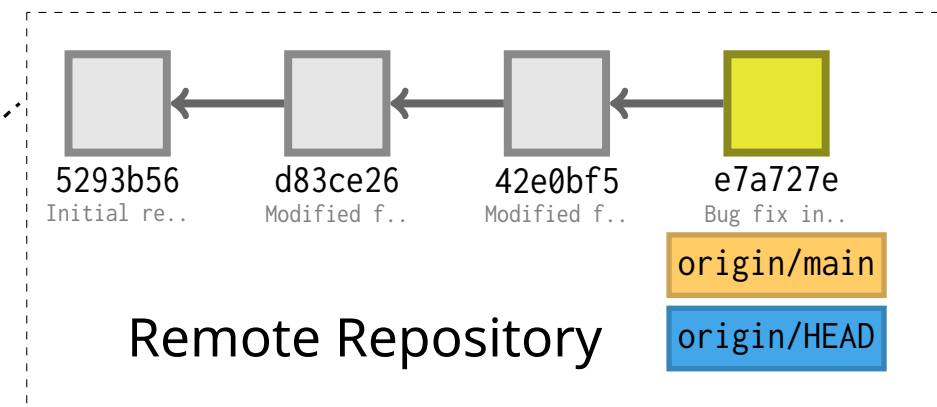 5293b56 d83ce26 42e0bf5 e7a727e
Initial re.. Modified f.. Modified f.. Bug fix in..
origin/main
Remote Repository
origin/HEAD